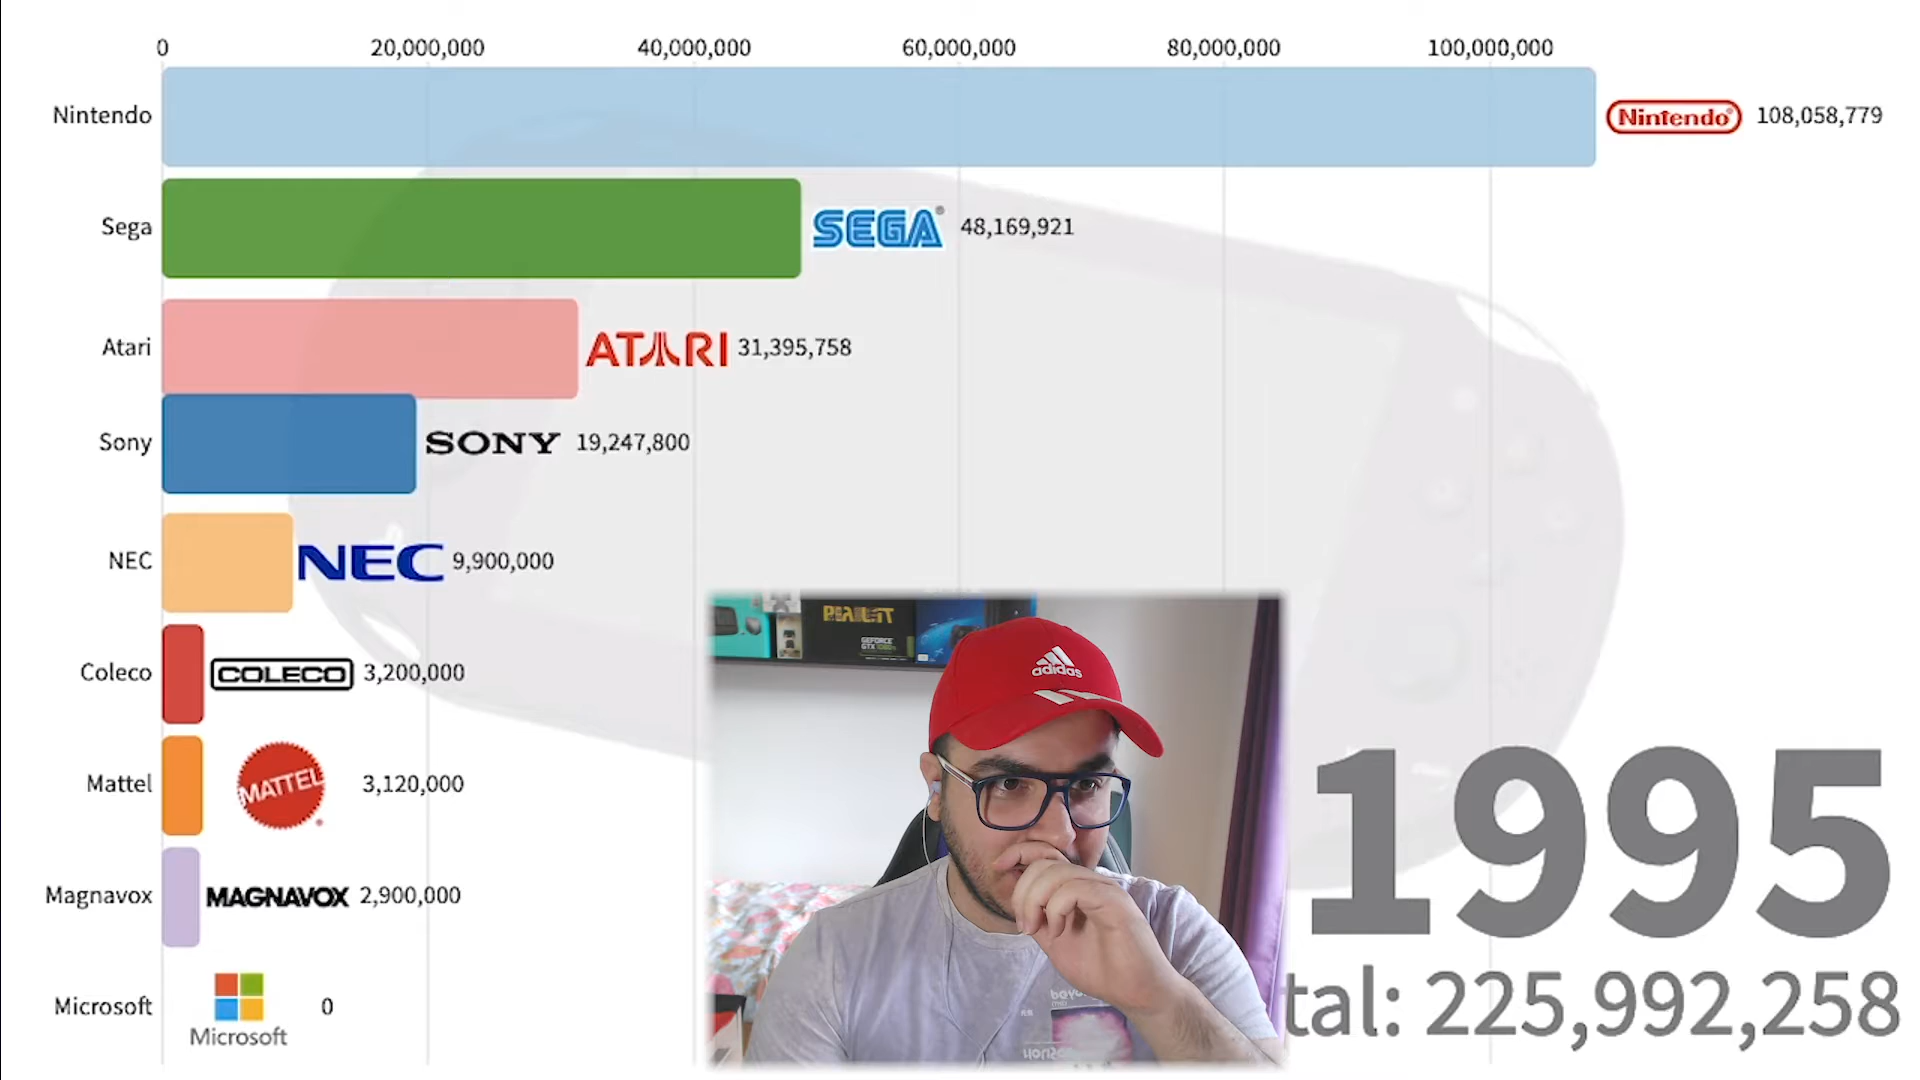 0 20,000,000 40,000,000 60,000,000 80,000,000 100,000,000
Nintendo Nintendo® 108,058,779
Sega SEGA® 48,169,921
Atari ATARI 31,395,758
Sony SONY 19,247,800
NEC NEC 9,900,000
Coleco COLECO 3,200,000
Mattel MATTEL 3,120,000
Magnavox MAGNAVOX 2,900,000
Microsoft 0
Microsoft
GEFORCE
adidas
1995
tal: 225,992,258